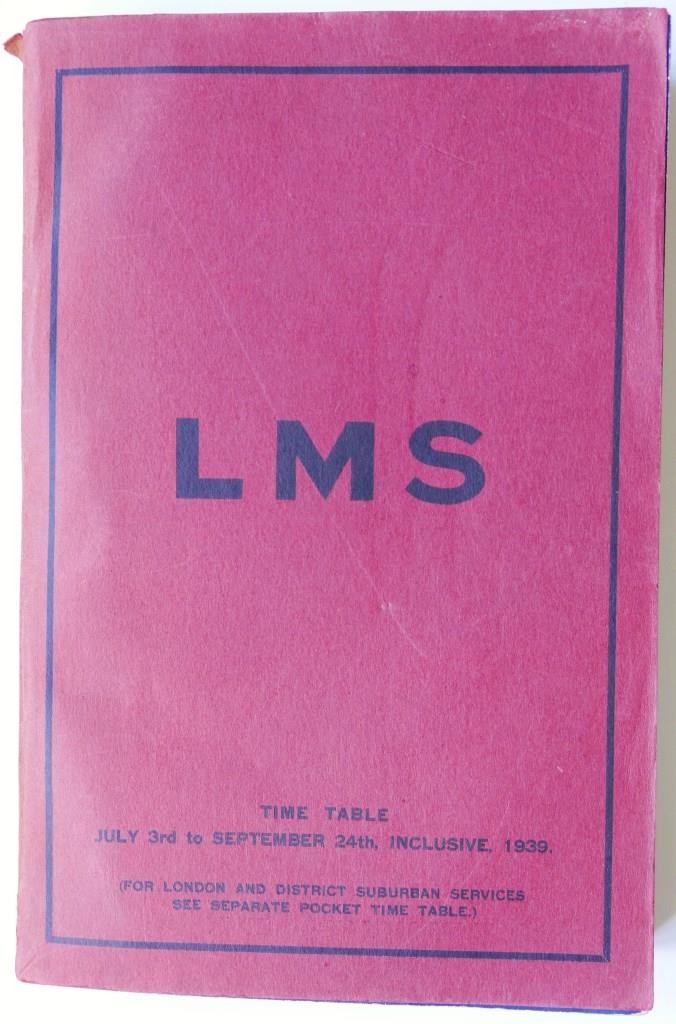 LMS
TIME TABLE
JULY 3rd to SEPTEMBER 24th, INCLUSIVE, 1939.
(FOR LONDON AND DISTRICT SUBURBAN SERVICES
SEE SEPARATE POCKET TIME TABLE.)